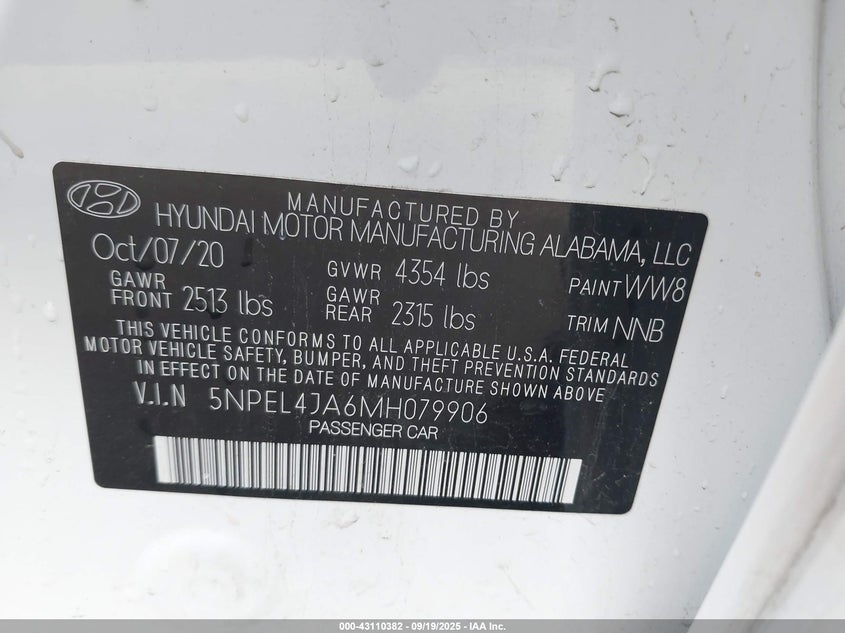 MANUFACTURED BY
HYUNDAI MOTOR MANUFACTURING ALABAMA, LLC
Oct/07/20 GVWR 4354 lbs PAINT WW8
GAWR FRONT 2513 lbs GAWR REAR 2315 lbs TRIM NNB
THIS VEHICLE CONFORMS TO ALL APPLICABLE U.S.A. FEDERAL
MOTOR VEHICLE SAFETY, BUMPER, AND THEFT PREVENTION STANDARDS
IN EFFECT ON THE DATE OF MANUFACTURE SHOWN ABOVE
V.I.N 5NPEL4JA6MH079906
PASSENGER CAR
000-43110382 - 09/19/2025 - IAA Inc.